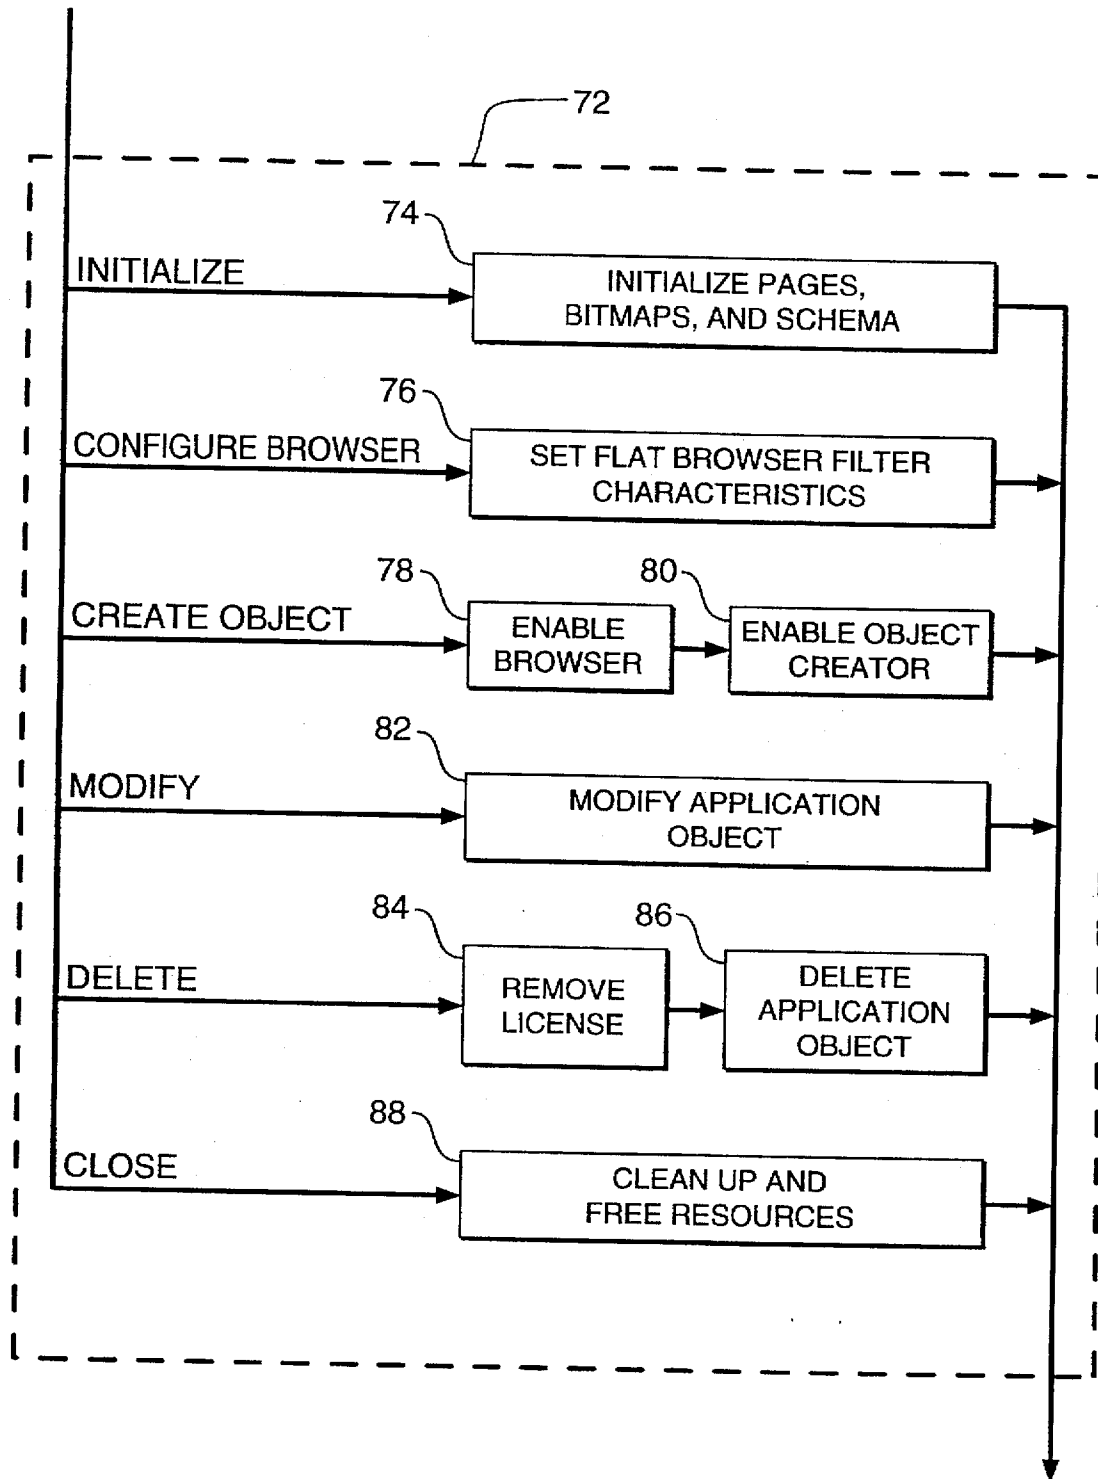 72
74
INITIALIZE
INITIALIZE PAGES,
BITMAPS, AND SCHEMA
76
CONFIGURE BROWSER
SET FLAT BROWSER FILTER
CHARACTERISTICS
78
80
CREATE OBJECT
ENABLE
BROWSER
ENABLE OBJECT
CREATOR
82
MODIFY
MODIFY APPLICATION
OBJECT
84
86
DELETE
REMOVE
LICENSE
DELETE
APPLICATION
OBJECT
88
CLOSE
CLEAN UP AND
FREE RESOURCES